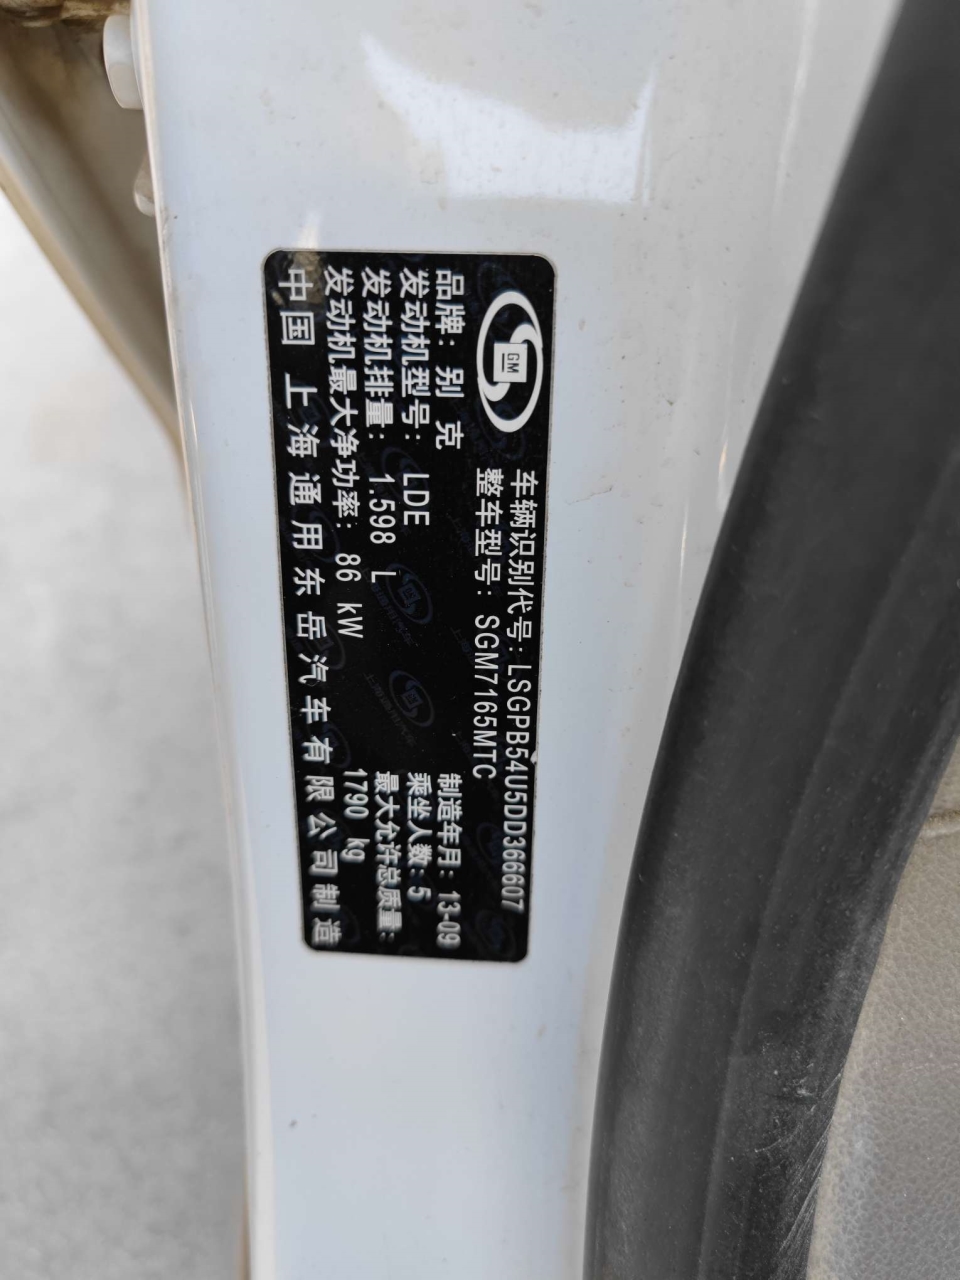 GM
车辆识别代号: LSGPB54U5DD366607
整车型号: SGM7165MTC
品牌: 别 克
制造年月: 13-09
发动机型号: LDE
乘坐人数: 5
发动机排量: 1.598 L
最大允许总质量:
发动机最大净功率: 86 kW
1790 kg
中国 上海通用东岳汽车有限公司制造